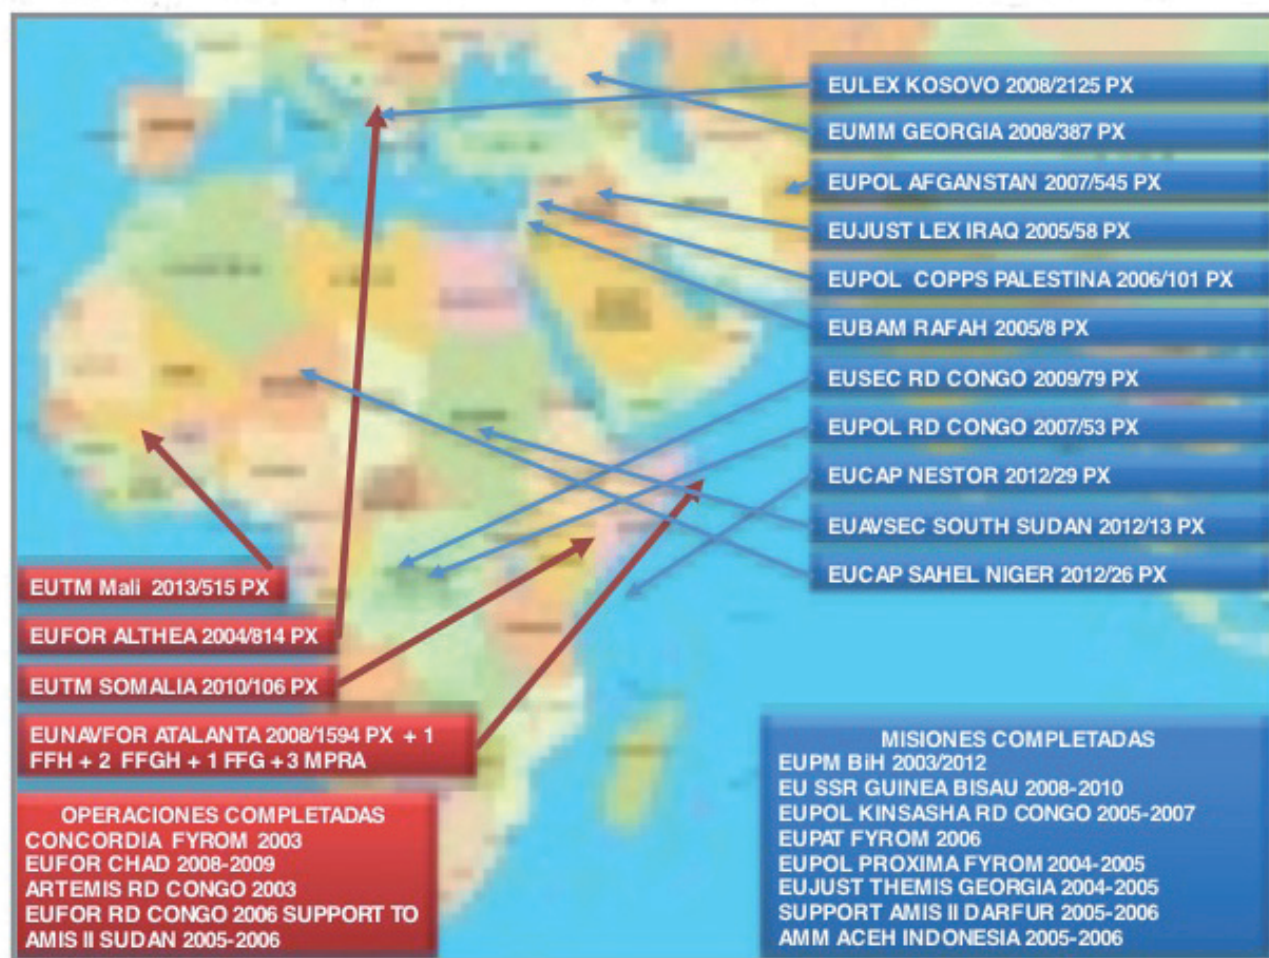 EULEX KOSOVO 2008/2125 PX
EUMM GEORGIA 2008/387 PX
EUPOL AFGANSTAN 2007/545 PX
EUJUST LEX IRAQ 2005/58 PX
EUPOL COPPS PALESTINA 2006/101 PX
EUBAM RAFAH 2005/8 PX
EUSEC RD CONGO 2009/79 PX
EUPOL RD CONGO 2007/53 PX
EUCAP NESTOR 2012/29 PX
EUAVSEC SOUTH SUDAN 2012/13 PX
EUCAP SAHEL NIGER 2012/26 PX
EUTM Mali 2013/515 PX
EUFOR ALTHEA 2004/814 PX
EUTM SOMALIA 2010/106 PX
EUNAVFOR ATALANTA 2008/1594 PX + 1
FFH + 2 FFGH + 1 FFG + 3 MPRA
OPERACIONES COMPLETADAS
CONCORDIA FYROM 2003
EUFOR CHAD 2008-2009
ARTEMIS RD CONGO 2003
EUFOR RD CONGO 2006 SUPPORT TO
AMIS II SUDAN 2005-2006
MISIONES COMPLETADAS
EUPM BiH 2003/2012
EU SSR GUINEA BISAU 2008-2010
EUPOL KINSASHA RD CONGO 2005-2007
EUPAT FYROM 2006
EUPOL PROXIMA FYROM 2004-2005
EUJUST THEMIS GEORGIA 2004-2005
SUPPORT AMIS II DARFUR 2005-2006
AMM ACEH INDONESIA 2005-2006